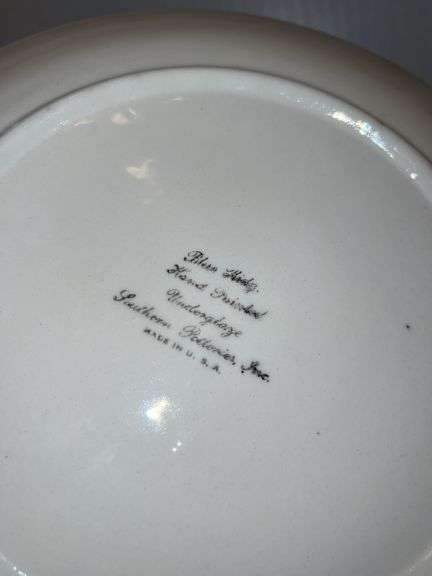 Blue Ridge
Hand Painted
Underglaze
Southern Potteries, Inc.
MADE IN U. S. A.